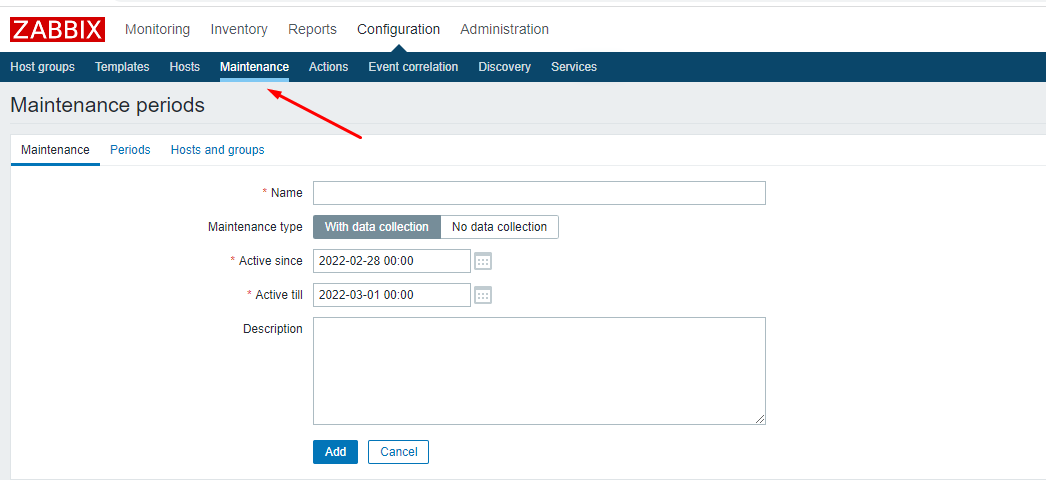 ZABBIX Monitoring Inventory Reports Configuration Administration
Host groups Templates Hosts Maintenance Actions Event correlation Discovery Services
Maintenance periods
Maintenance Periods Hosts and groups
* Name
Maintenance type With data collection No data collection
* Active since 2022-02-28 00:00
* Active till 2022-03-01 00:00
Description
Add Cancel